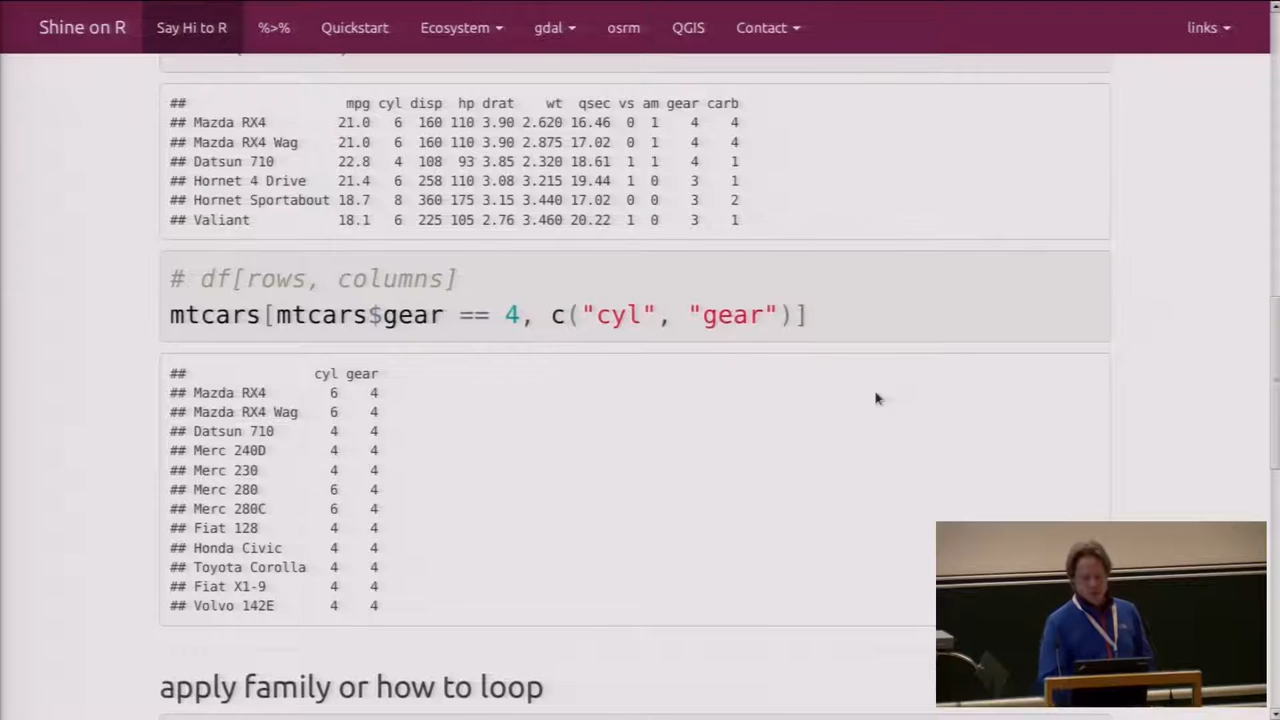 Shine on R Say Hi to R %>% Quickstart Ecosystem gdal osrm QGIS Contact links
## mpg cyl disp hp drat wt qsec vs am gear carb
## Mazda RX4 21.0 6 160 110 3.90 2.620 16.46 0 1 4 4
## Mazda RX4 Wag 21.0 6 160 110 3.90 2.875 17.02 0 1 4 4
## Datsun 710 22.8 4 108 93 3.85 2.320 18.61 1 1 4 1
## Hornet 4 Drive 21.4 6 258 110 3.08 3.215 19.44 1 0 3 1
## Hornet Sportabout 18.7 8 360 175 3.15 3.440 17.02 0 0 3 2
## Valiant 18.1 6 225 105 2.76 3.460 20.22 1 0 3 1
# df[rows, columns]
mtcars[mtcars$gear == 4, c("cyl", "gear")]
## cyl gear
## Mazda RX4 6 4
## Mazda RX4 Wag 6 4
## Datsun 710 4 4
## Merc 240D 4 4
## Merc 230 4 4
## Merc 280 6 4
## Merc 280C 6 4
## Fiat 128 4 4
## Honda Civic 4 4
## Toyota Corolla 4 4
## Fiat X1-9 4 4
## Volvo 142E 4 4
apply family or how to loop